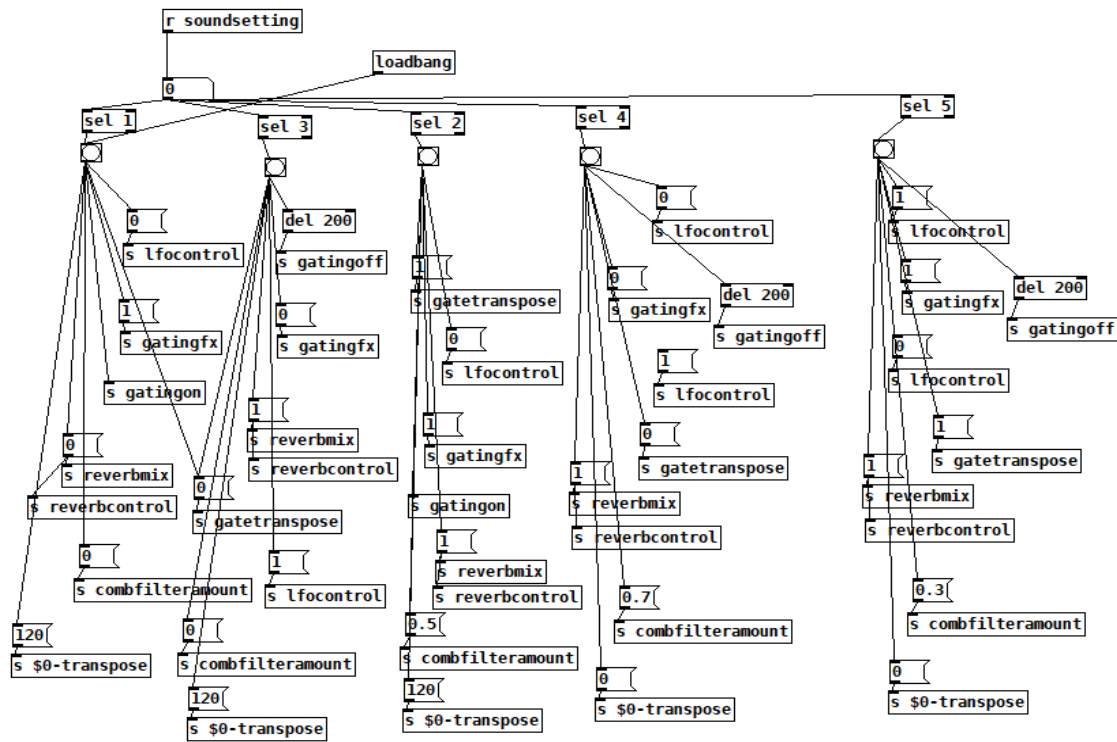 r soundsetting
loadbang
0
sel 1
sel 3
sel 2
sel 4
sel 5
0
s lfocontrol
1
s gatingfx
s gatingon
0
s reverbmix
s reverbcontrol
0
s combfilteramount
120
s $0-transpose
del 200
s gatingoff
0
s gatingfx
1
s reverbmix
s reverbcontrol
0
s gatetranspose
1
s lfocontrol
0
s combfilteramount
120
s $0-transpose
1
s gatetranspose
0
s lfocontrol
1
s gatingfx
s gatingon
1
s reverbmix
s reverbcontrol
0.5
s combfilteramount
120
s $0-transpose
0
s lfocontrol
0
s gatingfx
del 200
s gatingoff
1
s lfocontrol
0
s gatetranspose
1
s reverbmix
s reverbcontrol
0.7
s combfilteramount
0
s $0-transpose
1
s lfocontrol
1
s gatingfx
del 200
s gatingoff
0
s lfocontrol
1
s gatetranspose
1
s reverbmix
s reverbcontrol
0.3
s combfilteramount
0
s $0-transpose